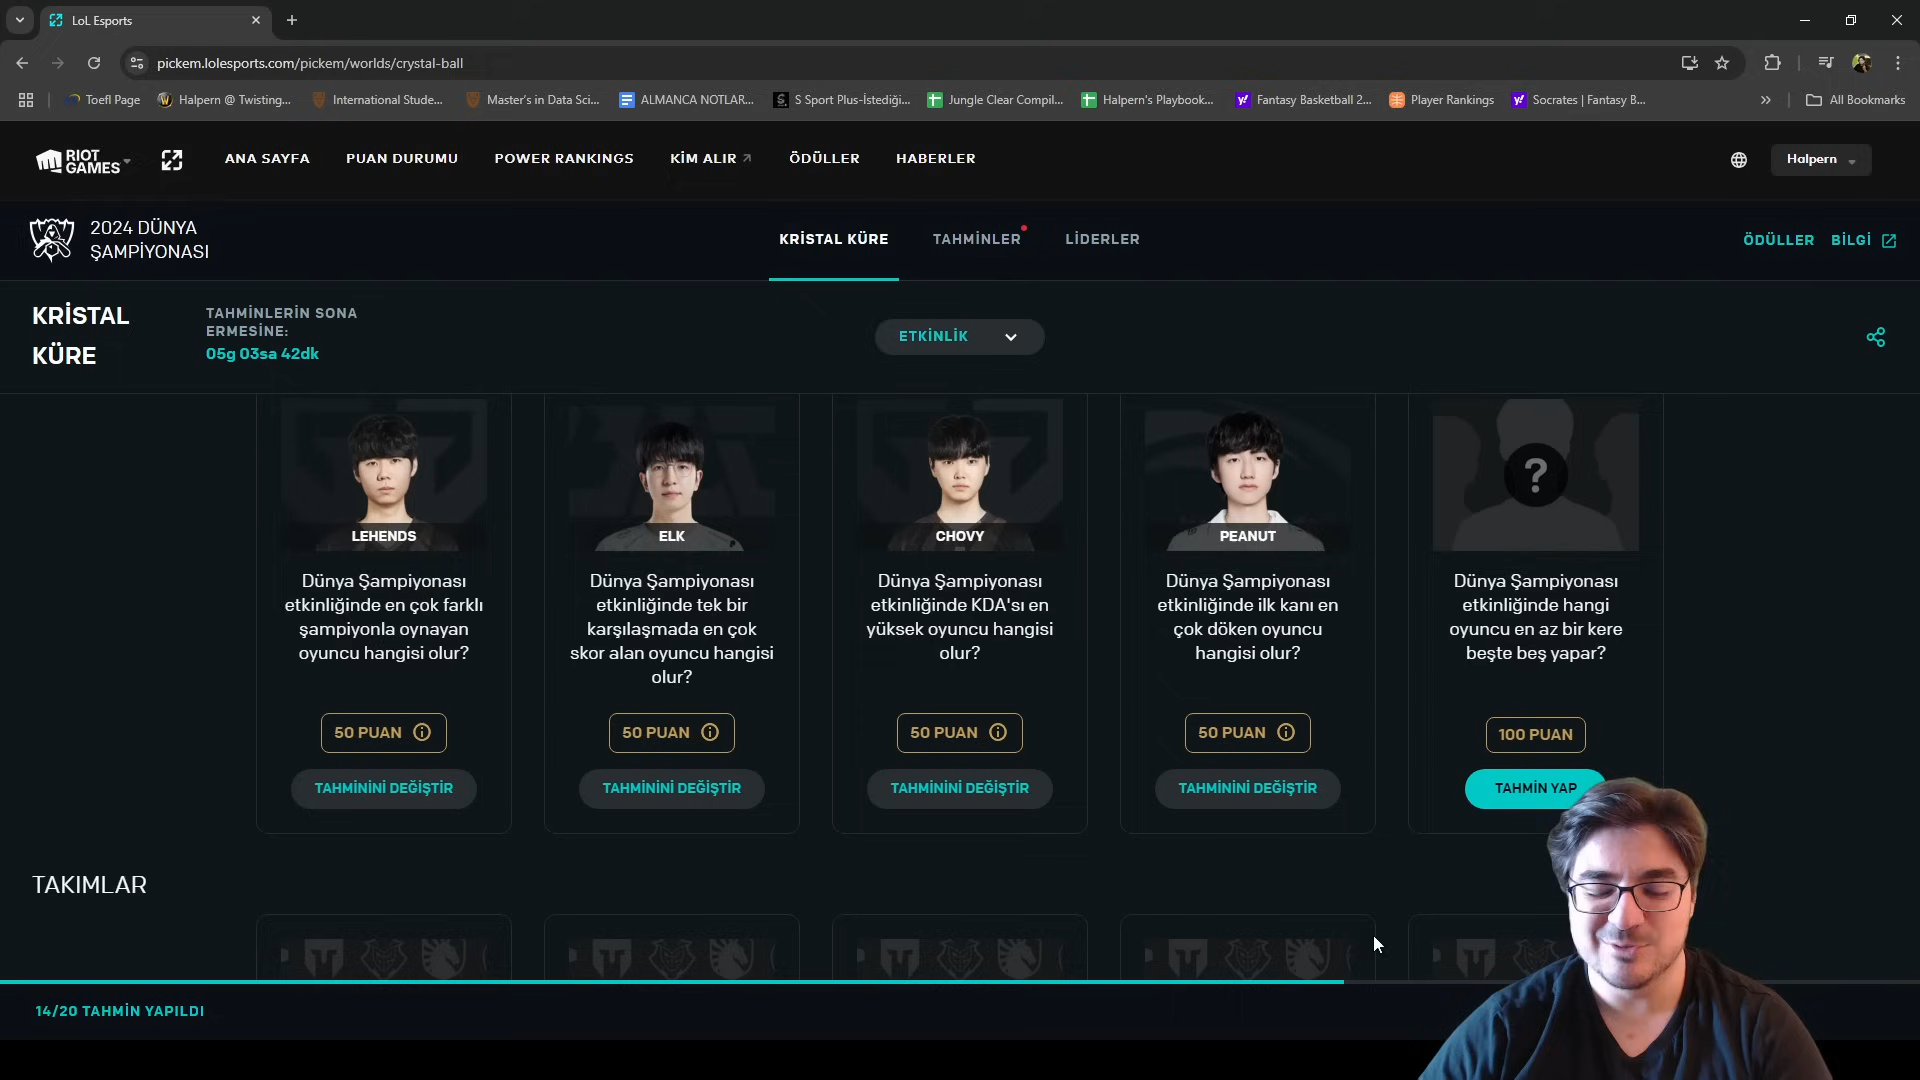 LoL Esports
pickem.lolesports.com/pickem/worlds/crystal-ball
Toefl Page
Halpern @ Twisting...
International Stude...
Master's in Data Sci...
ALMANCA NOTLAR...
S Sport Plus-İstediği...
Jungle Clear Compil...
Halpern's Playbook...
Fantasy Basketball 2...
Player Rankings
Socrates | Fantasy B...
All Bookmarks
RIOT
GAMES
ANA SAYFA
PUAN DURUMU
POWER RANKINGS
KİM ALIR
ÖDÜLLER
HABERLER
Halpern
2024 DÜNYA
ŞAMPİYONASI
KRİSTAL KÜRE
TAHMİNLER
LİDERLER
ÖDÜLLER
BİLGİ
KRİSTAL
KÜRE
TAHMİNLERİN SONA
ERMESİNE:
05g 03sa 42dk
ETKİNLİK
LEHENDS
Dünya Şampiyonası
etkinliğinde en çok farklı
şampiyonla oynayan
oyuncu hangisi olur?
50 PUAN
TAHMİNİNİ DEĞİŞTİR
ELK
Dünya Şampiyonası
etkinliğinde tek bir
karşılaşmada en çok
skor alan oyuncu hangisi
olur?
50 PUAN
TAHMİNİNİ DEĞİŞTİR
CHOVY
Dünya Şampiyonası
etkinliğinde KDA'sı en
yüksek oyuncu hangisi
olur?
50 PUAN
TAHMİNİNİ DEĞİŞTİR
PEANUT
Dünya Şampiyonası
etkinliğinde ilk kanı en
çok döken oyuncu
hangisi olur?
50 PUAN
TAHMİNİNİ DEĞİŞTİR
?
Dünya Şampiyonası
etkinliğinde hangi
oyuncu en az bir kere
beşte beş yapar?
100 PUAN
TAHMİN YAP
TAKIMLAR
14/20 TAHMİN YAPILDI